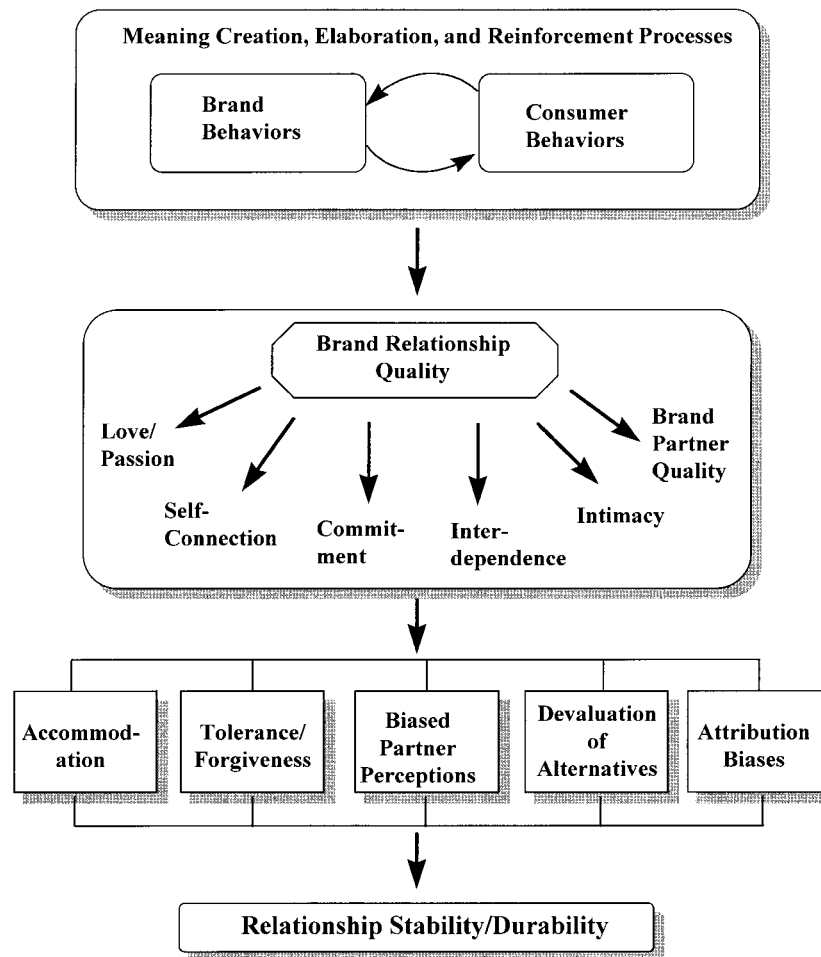 Meaning Creation, Elaboration, and Reinforcement Processes
Brand
Behaviors
Consumer
Behaviors
Brand Relationship
Quality
Love/
Passion
Self-
Connection
Commit-
ment
Inter-
dependence
Intimacy
Brand
Partner
Quality
Accommod-
ation
Tolerance/
Forgiveness
Biased
Partner
Perceptions
Devaluation
of
Alternatives
Attribution
Biases
Relationship Stability/Durability